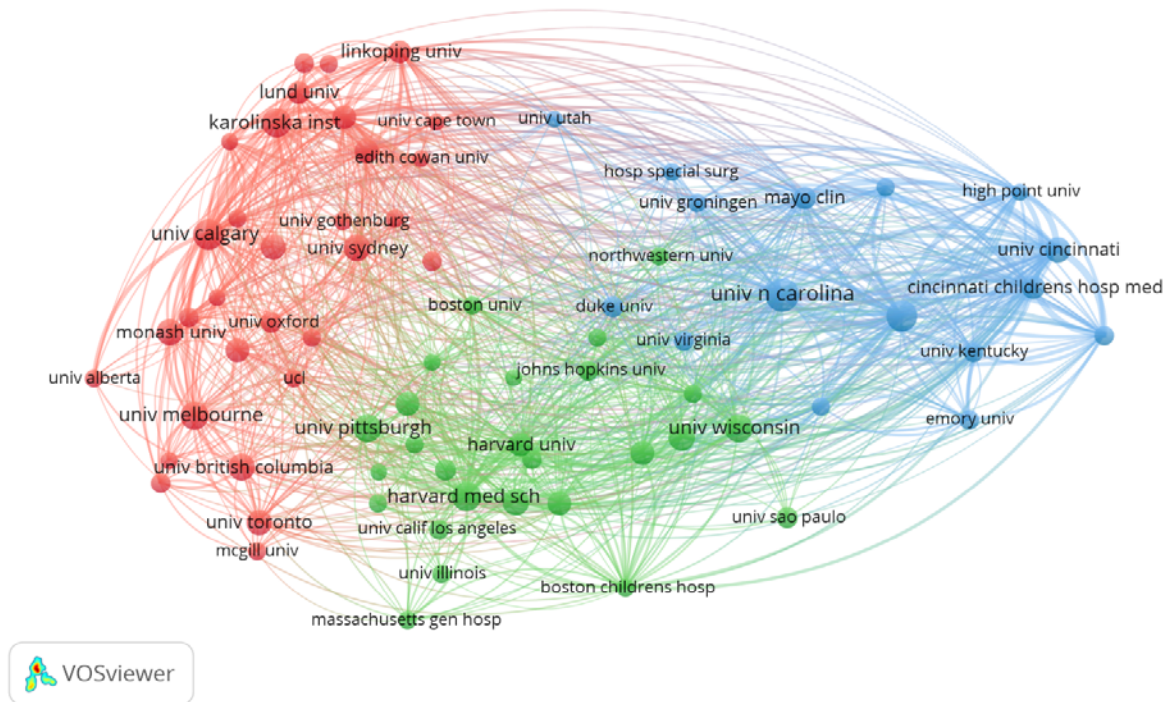 linkoping univ
lund univ
karolinska inst
univ cape town
univ utah
edith cowan univ
hosp special surg
high point univ
mayo clin
univ groningen
univ gothenburg
univ calgary
univ sydney
univ cincinnati
northwestern univ
cincinnati childrens hosp med
univ n carolina
boston univ
duke univ
univ oxford
monash univ
univ virginia
univ kentucky
johns hopkins univ
univ alberta
ucl
univ melbourne
emory univ
univ pittsburgh
univ wisconsin
harvard univ
univ british columbia
harvard med sch
univ sao paulo
univ toronto
univ calif los angeles
mcgill univ
univ illinois
boston childrens hosp
massachusetts gen hosp
VOSviewer